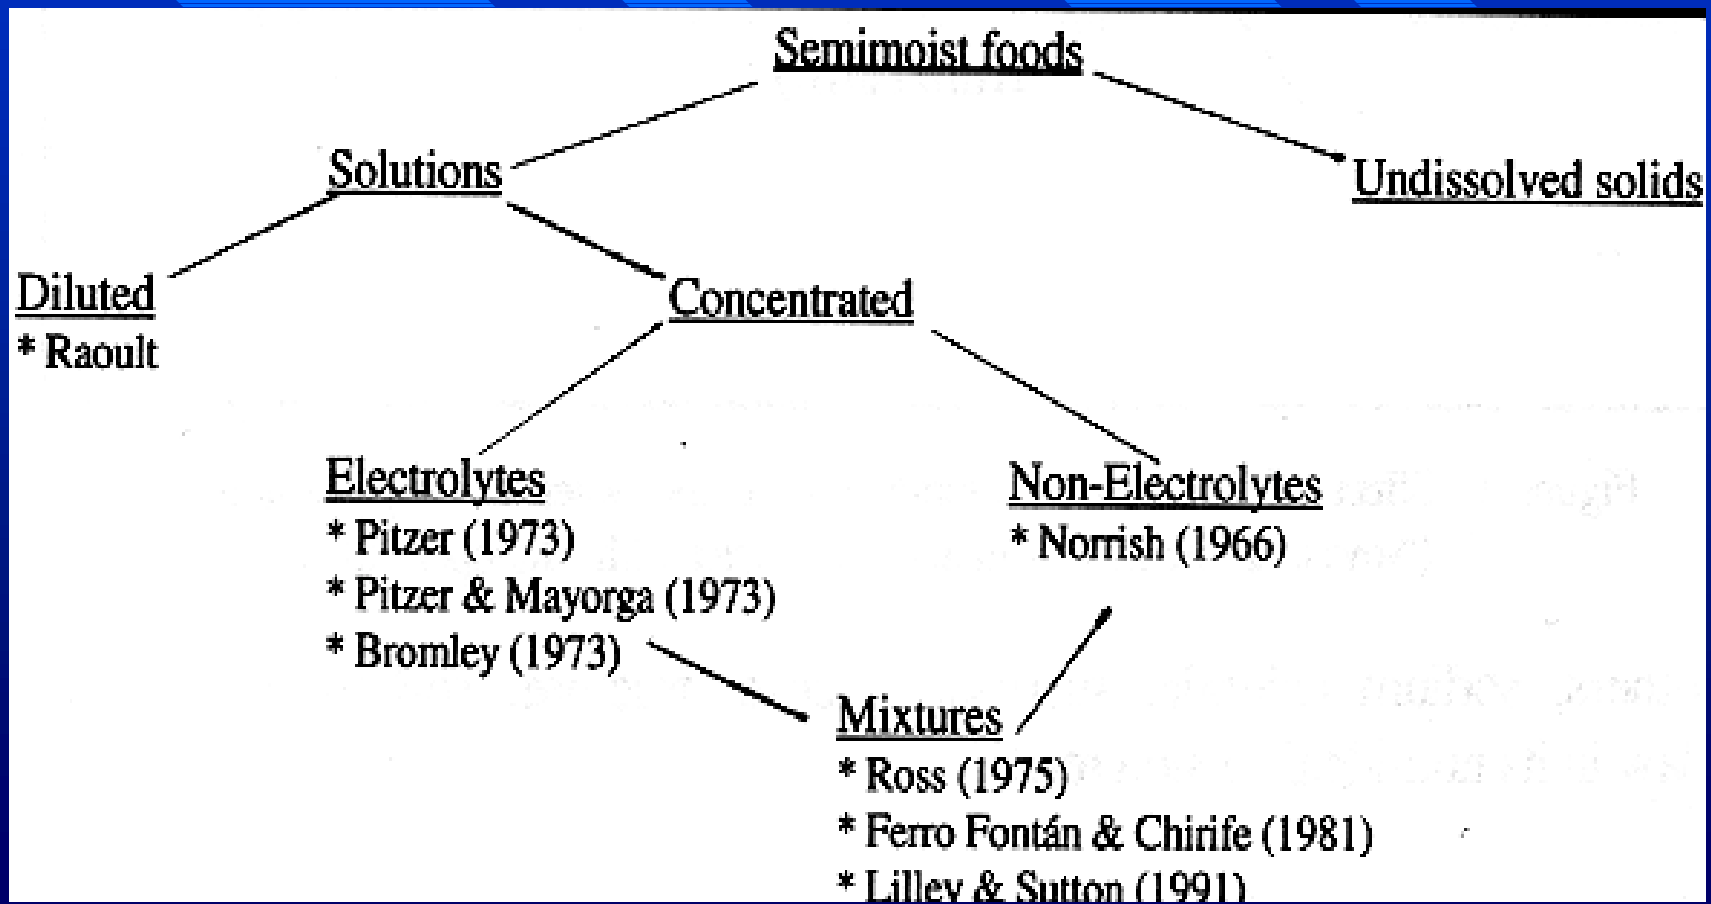 Semimoist foods
Solutions
Undissolved solids
Diluted
* Raoult
Concentrated
Electrolytes
* Pitzer (1973)
* Pitzer & Mayorga (1973)
* Bromley (1973)
Non-Electrolytes
* Norrish (1966)
Mixtures
* Ross (1975)
* Ferro Fontán & Chirife (1981)
* Lilley & Sutton (1991)